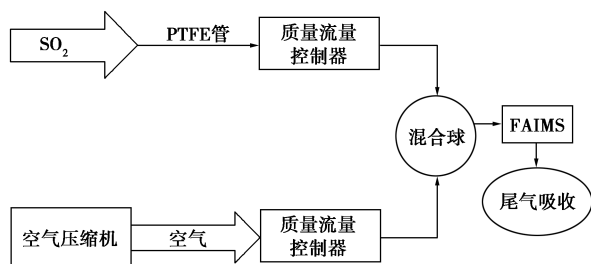 SO₂
PTFE管
质量流量
控制器
混合球
FAIMS
尾气吸收
空气压缩机
空气
质量流量
控制器